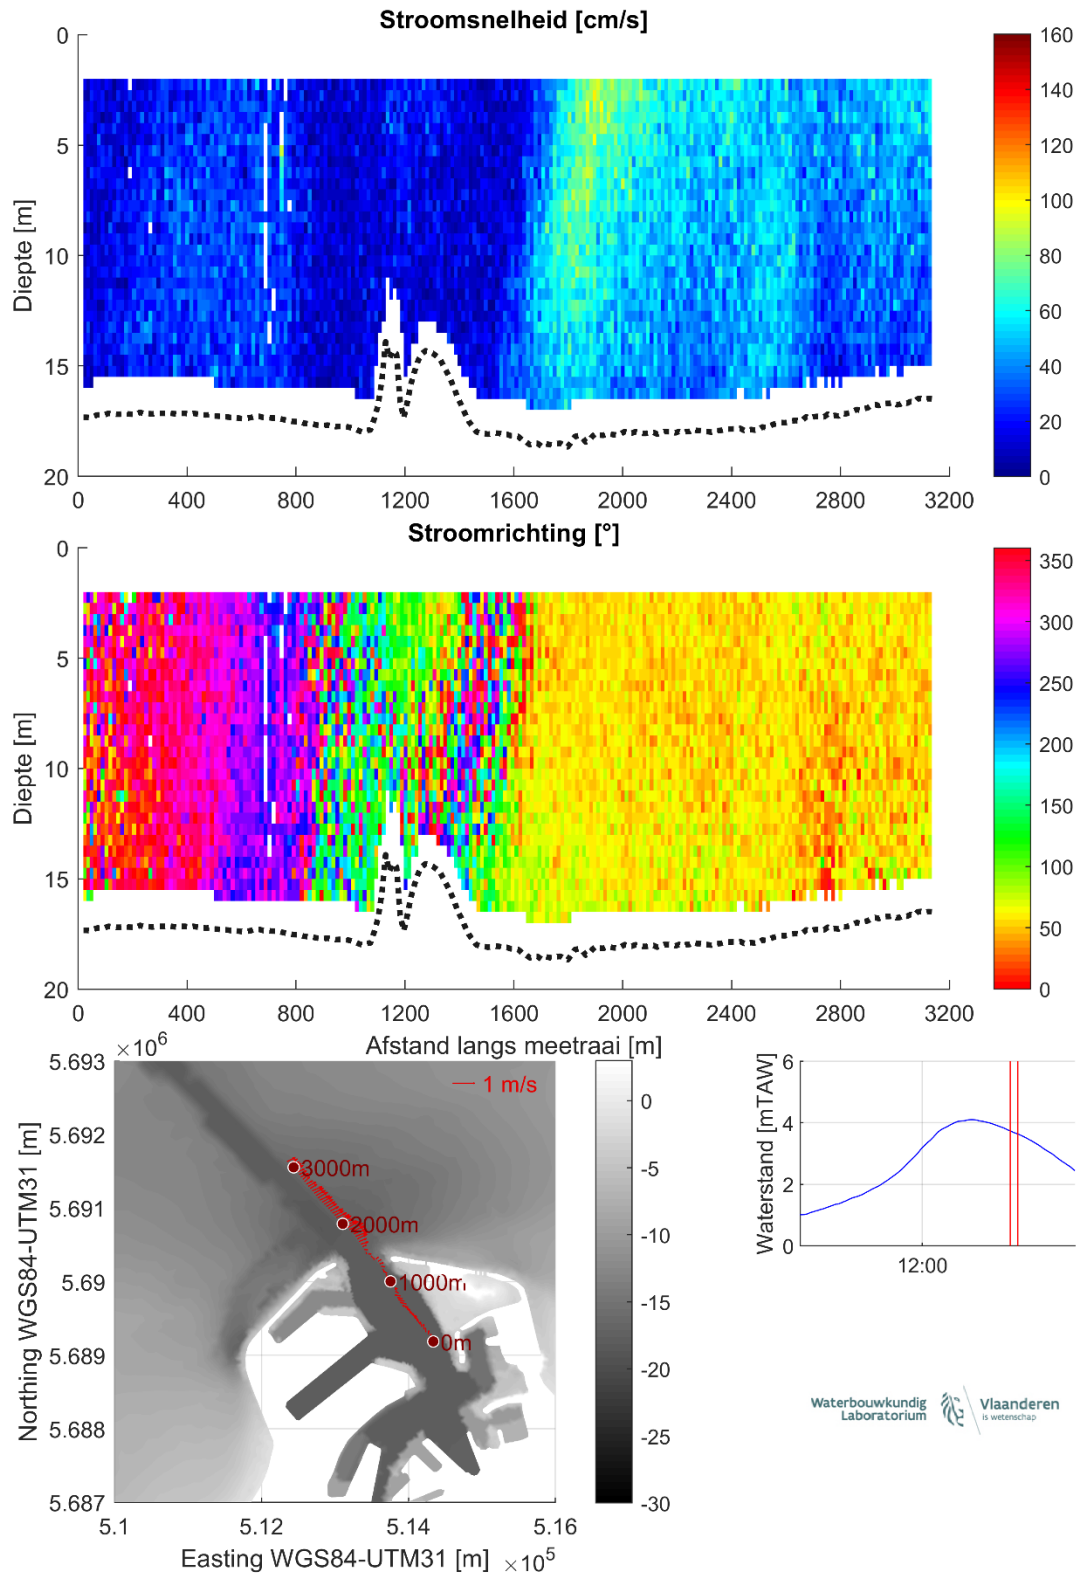 Stroomsnelheid [cm/s]
0
5
10
15
20
Diepte [m]
0 400 800 1200 1600 2000 2400 2800 3200
160
140
120
100
80
60
40
20
0
Stroomrichting [°]
0
5
10
15
20
Diepte [m]
0 400 800 1200 1600 2000 2400 2800 3200
Afstand langs meetraai [m]
350
300
250
200
150
100
50
0
×10⁶
5.693
5.692
5.691
5.69
5.689
5.688
5.687
Northing WGS84-UTM31 [m]
1 m/s
3000m
2000m
1000m
0m
5.1 5.12 5.14 5.16
Easting WGS84-UTM31 [m] ×10⁵
0
-5
-10
-15
-20
-25
-30
Waterstand [mTAW]
6
4
2
0
12:00
Waterbouwkundig
Laboratorium
Vlaanderen
is wetenschap